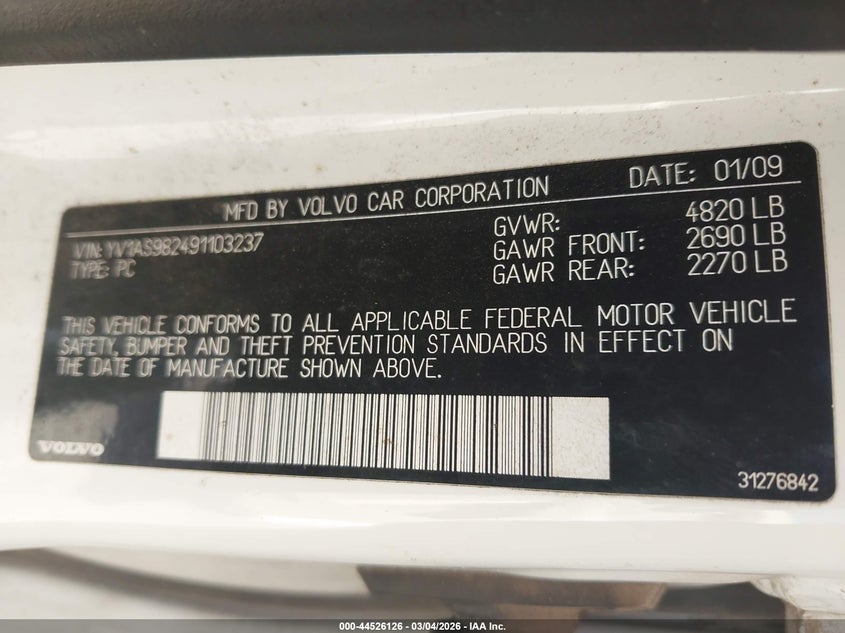 MFD BY VOLVO CAR CORPORATION DATE: 01/09
VIN: YV1AS982491103237
TYPE: PC
GVWR: 4820 LB
GAWR FRONT: 2690 LB
GAWR REAR: 2270 LB
THIS VEHICLE CONFORMS TO ALL APPLICABLE FEDERAL MOTOR VEHICLE
SAFETY, BUMPER AND THEFT PREVENTION STANDARDS IN EFFECT ON
THE DATE OF MANUFACTURE SHOWN ABOVE.
VOLVO
31276842
000-44526126 - 03/04/2026 - IAA Inc.